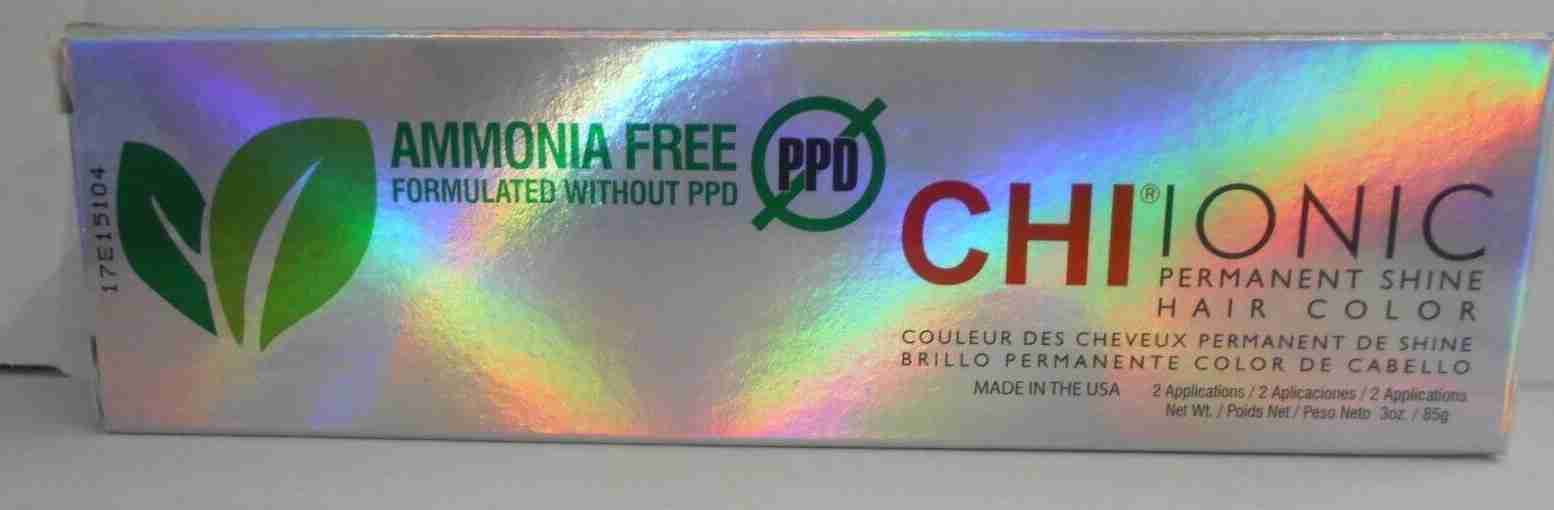 17E15104
AMMONIA FREE
FORMULATED WITHOUT PPD
PPD
CHI® IONIC
PERMANENT SHINE
HAIR COLOR
COULEUR DES CHEVEUX PERMANENT DE SHINE
BRILLO PERMANENTE COLOR DE CABELLO
MADE IN THE USA 2 Applications / 2 Aplicaciones / 2 Applications
Net Wt. / Poids Net / Peso Neto 3oz. / 85g